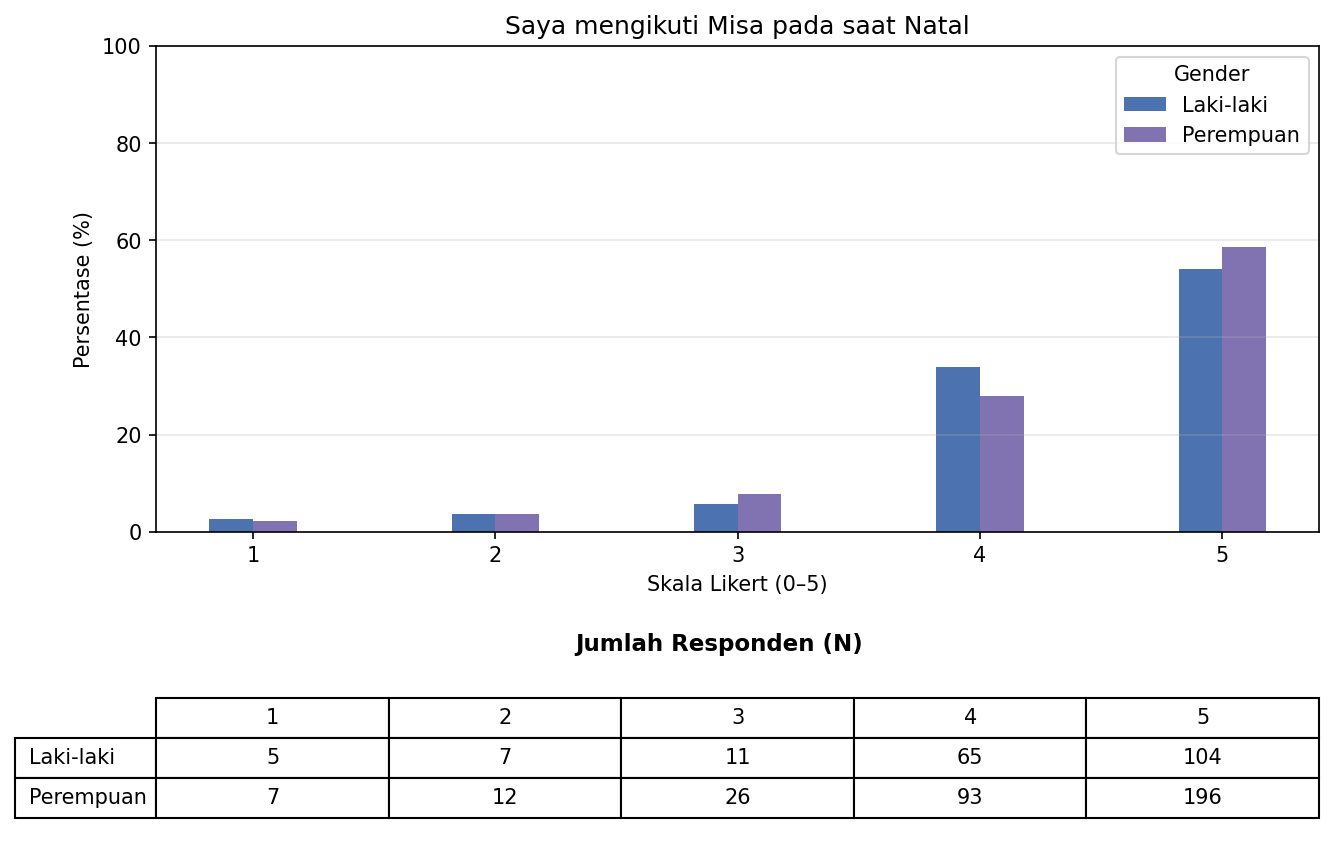 Saya mengikuti Misa pada saat Natal
100
80
60
40
20
0
Persentase (%)
Gender
Laki-laki
Perempuan
1 2 3 4 5
Skala Likert (0–5)
Jumlah Responden (N)
1 2 3 4 5
Laki-laki 5 7 11 65 104
Perempuan 7 12 26 93 196